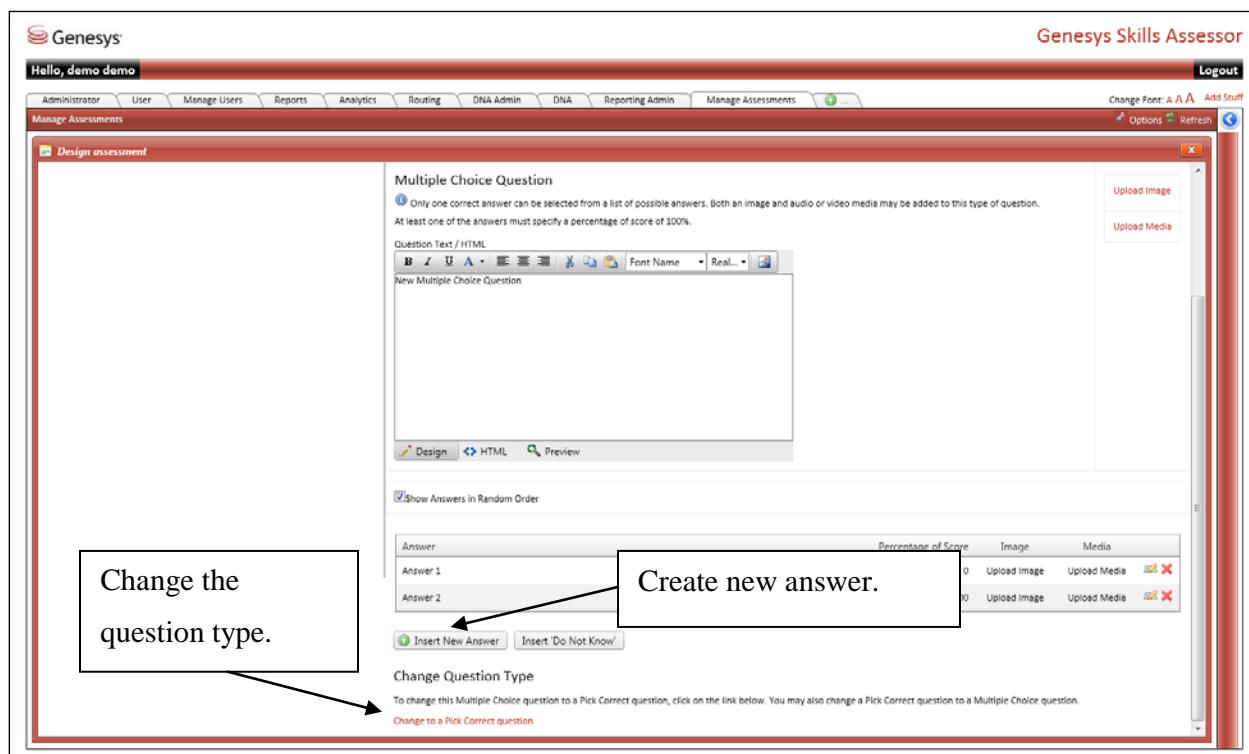 Genesys
Genesys Skills Assessor
Hello, demo demo
Logout
Administrator User Manage Users Reports Analytics Routing DNA Admin DNA Reporting Admin Manage Assessments ... Change Font: A A A Add Stuff
Manage Assessments Options Refresh
Design assessment X
Multiple Choice Question
Only one correct answer can be selected from a list of possible answers. Both an image and audio or video media may be added to this type of question.
At least one of the answers must specify a percentage of score of 100%.
Upload Image
Upload Media
Question Text / HTML
B I U A Font Name Real...
New Multiple Choice Question
Design HTML Preview
Show Answers in Random Order
Answer Percentage of Score Image Media
Answer 1 0 Upload Image Upload Media
Answer 2 Upload Image Upload Media
Change the
question type.
Create new answer.
Insert New Answer Insert 'Do Not Know'
Change Question Type
To change this Multiple Choice question to a Pick Correct question, click on the link below. You may also change a Pick Correct question to a Multiple Choice question.
Change to a Pick Correct question